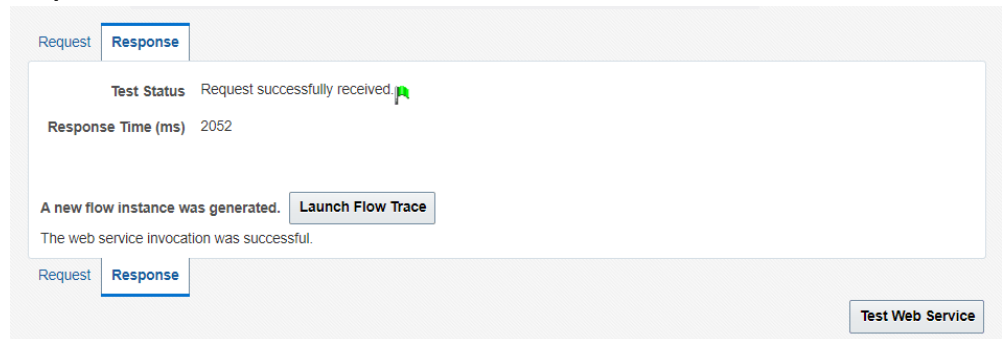 Request Response
Test Status Request successfully received.
Response Time (ms) 2052
A new flow instance was generated. Launch Flow Trace
The web service invocation was successful.
Request Response
Test Web Service